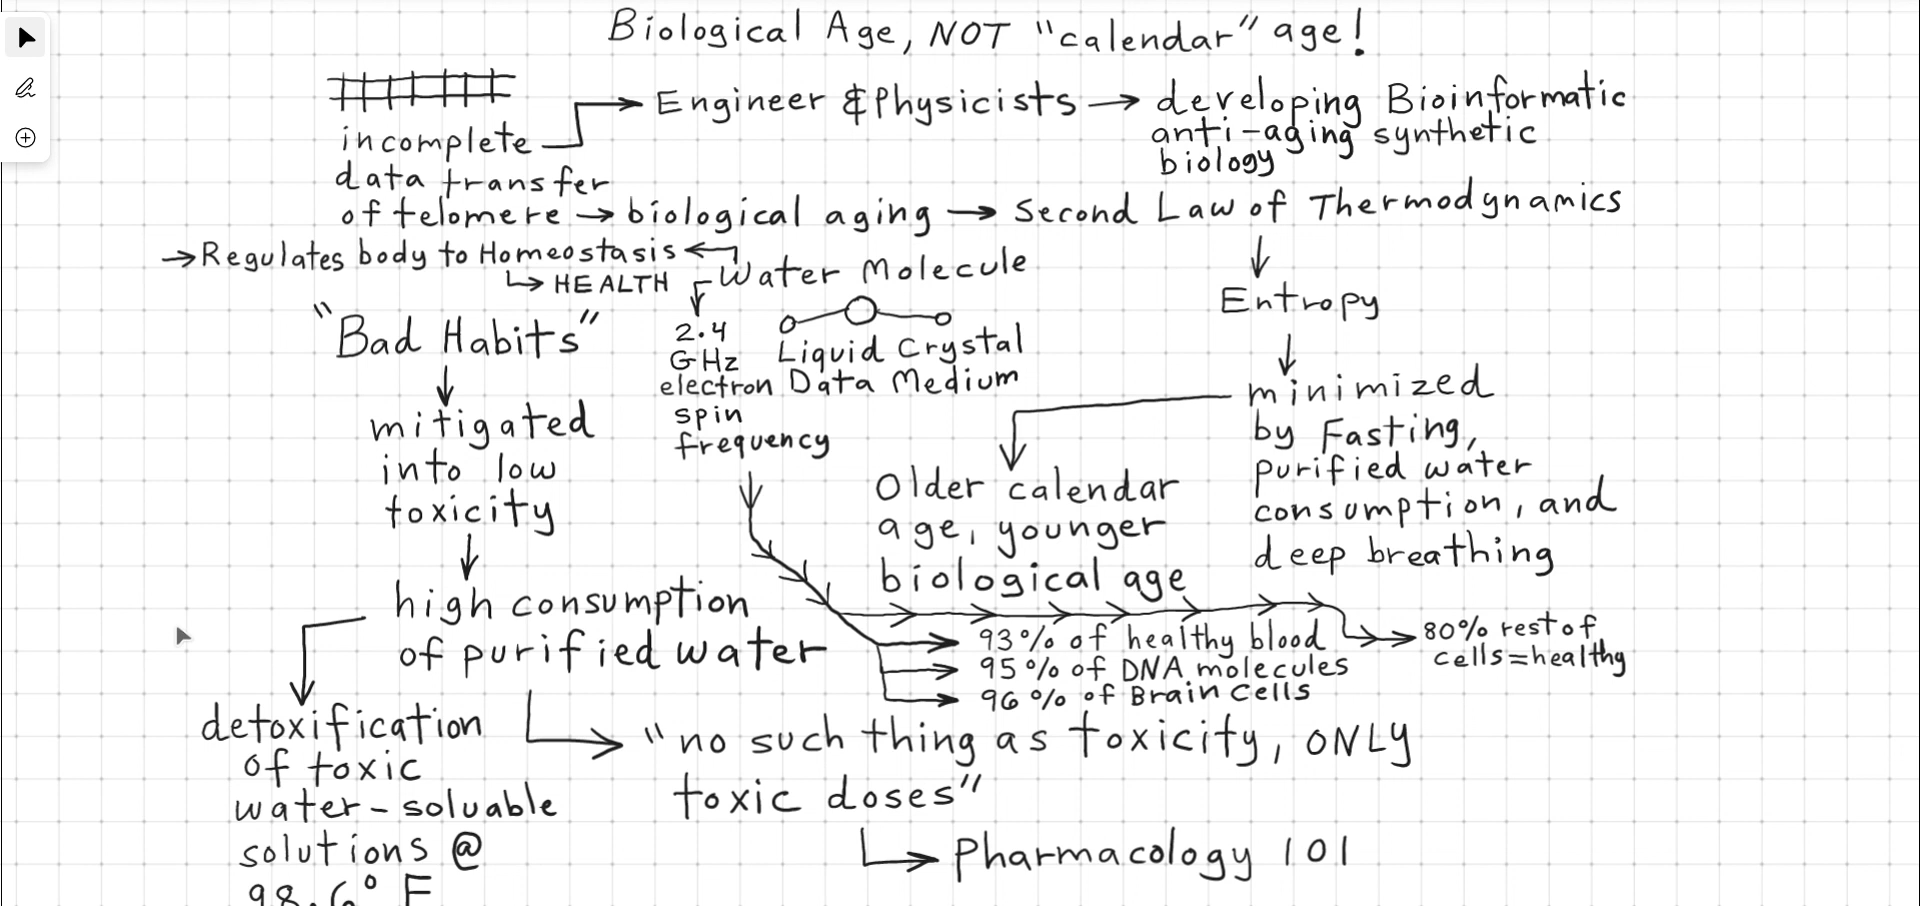 Biological Age, NOT "calendar" age!
incomplete
data transfer
of telomere → biological aging → Second Law of Thermodynamics
Engineer & Physicists → developing Bioinformatic
anti-aging synthetic
biology
→ Regulates body to Homeostasis
↳ HEALTH
Water Molecule
2.4
GHz
electron
spin
frequency
Liquid Crystal
Data Medium
Entropy
minimized
by Fasting,
purified water
consumption, and
deep breathing
Older calendar
age, younger
biological age
"Bad Habits"
mitigated
into low
toxicity
high consumption
of purified water
93% of healthy blood
95% of DNA molecules
96% of Brain Cells
80% rest of
cells=healthy
detoxification
of toxic
water-soluable
solutions @
98.6° F
"no such thing as toxicity, ONLY
toxic doses"
Pharmacology 101